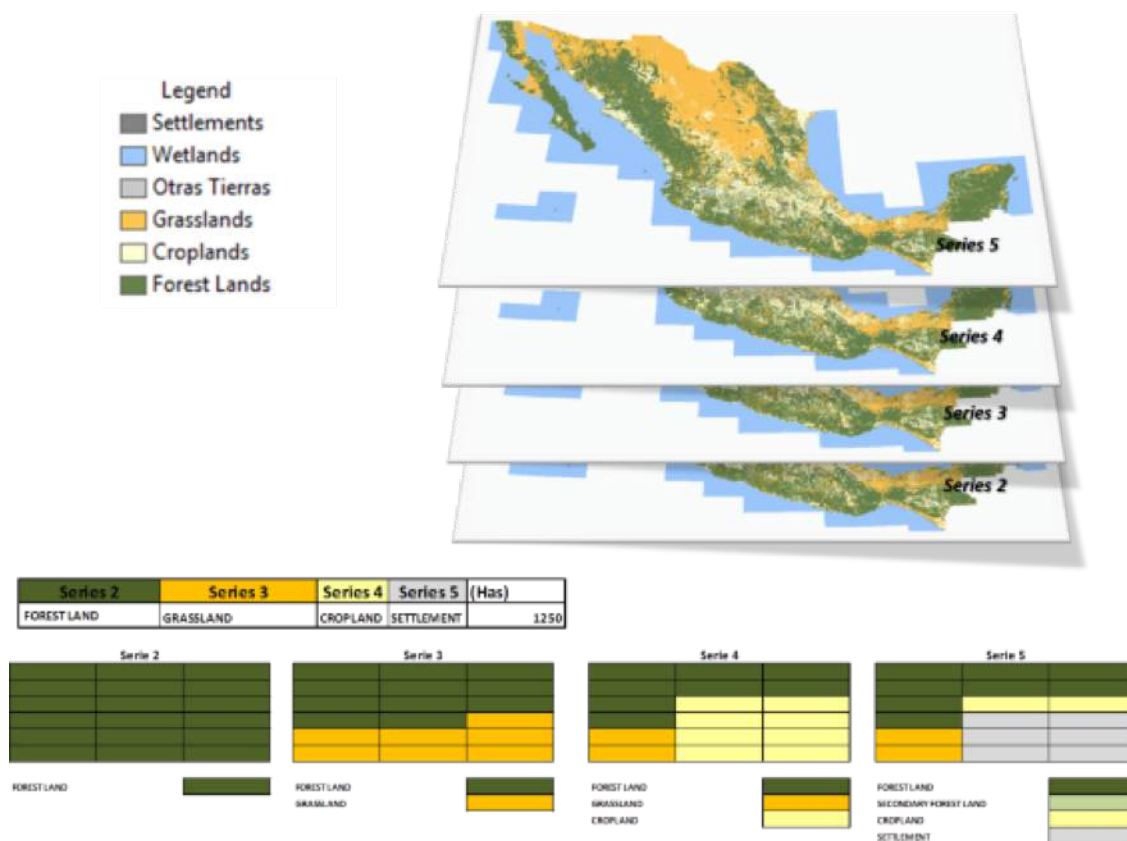 Legend
Settlements
Wetlands
Otras Tierras
Grasslands
Croplands
Forest Lands
Series 5
Series 4
Series 3
Series 2
Series 2 Series 3 Series 4 Series 5 (Has)
FOREST LAND GRASSLAND CROPLAND SETTLEMENT 1250
Serie 2 Serie 3 Serie 4 Serie 5
FOREST LAND FOREST LAND FOREST LAND FOREST LAND
GRASSLAND GRASSLAND SECONDARY FOREST LAND
CROPLAND CROPLAND
SETTLEMENT